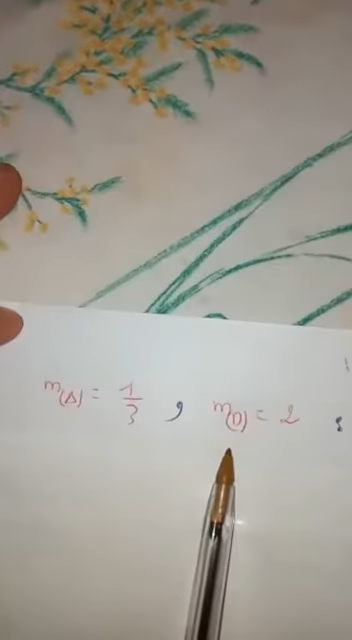 m(Δ) = 1/3 , m(D) = 2 :